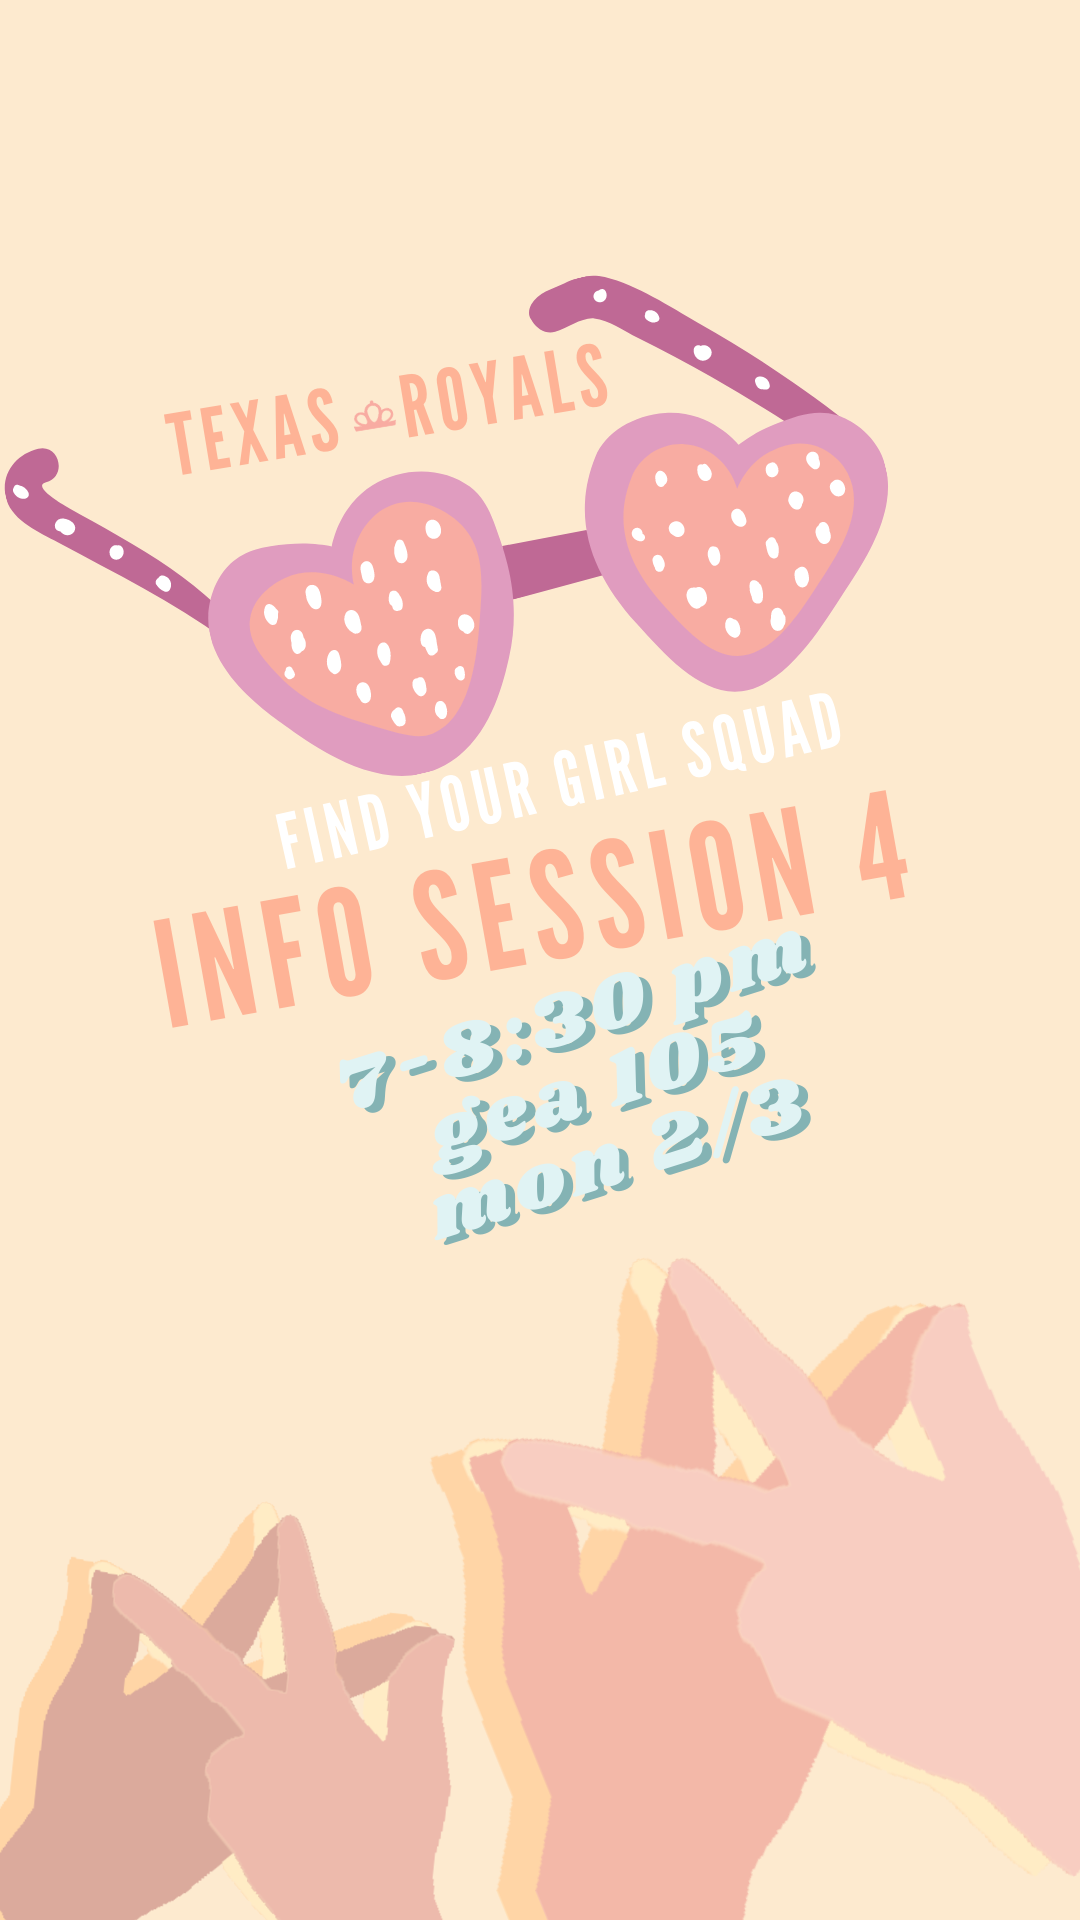 TEXAS ROYALS
FIND YOUR GIRL SQUAD
INFO SESSION 4
7-8:30 pm
gea 105
mon 2/3